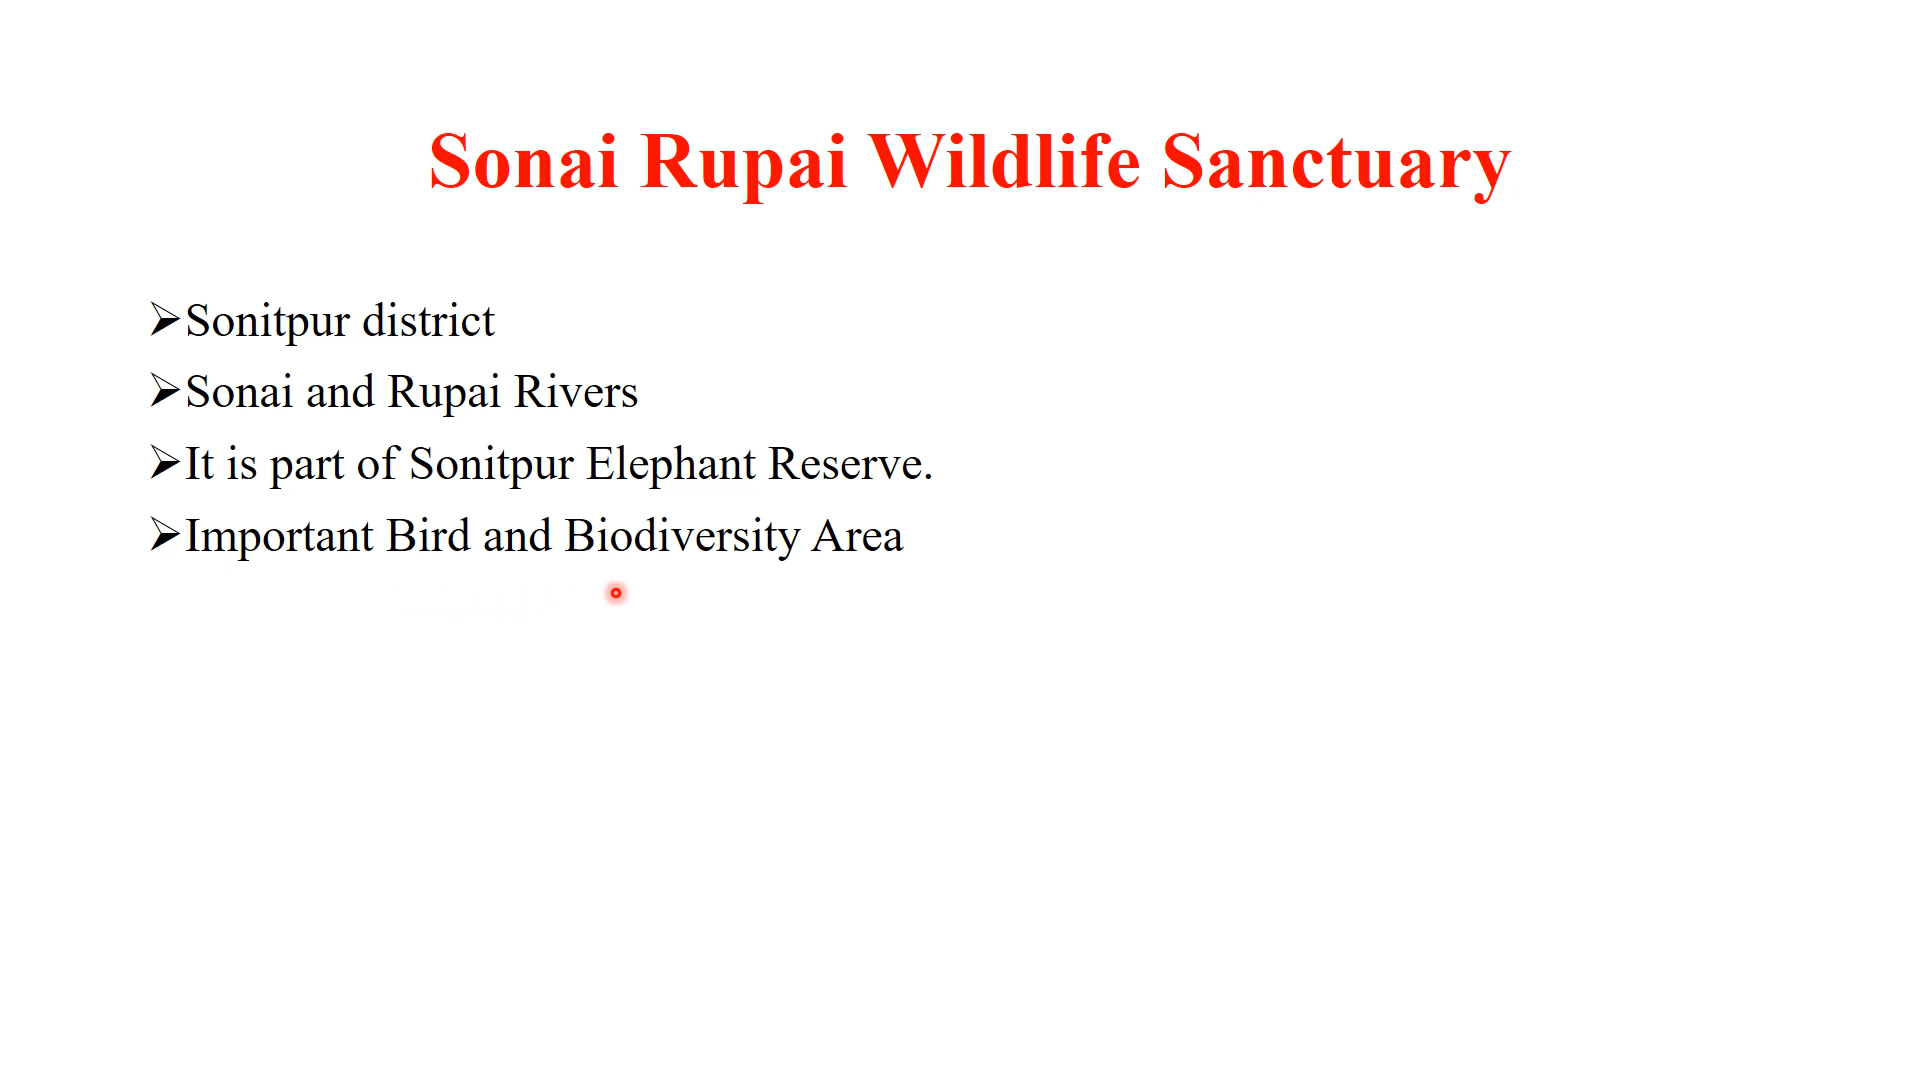 Sonai Rupai Wildlife Sanctuary
➢Sonitpur district
➢Sonai and Rupai Rivers
➢It is part of Sonitpur Elephant Reserve.
➢Important Bird and Biodiversity Area